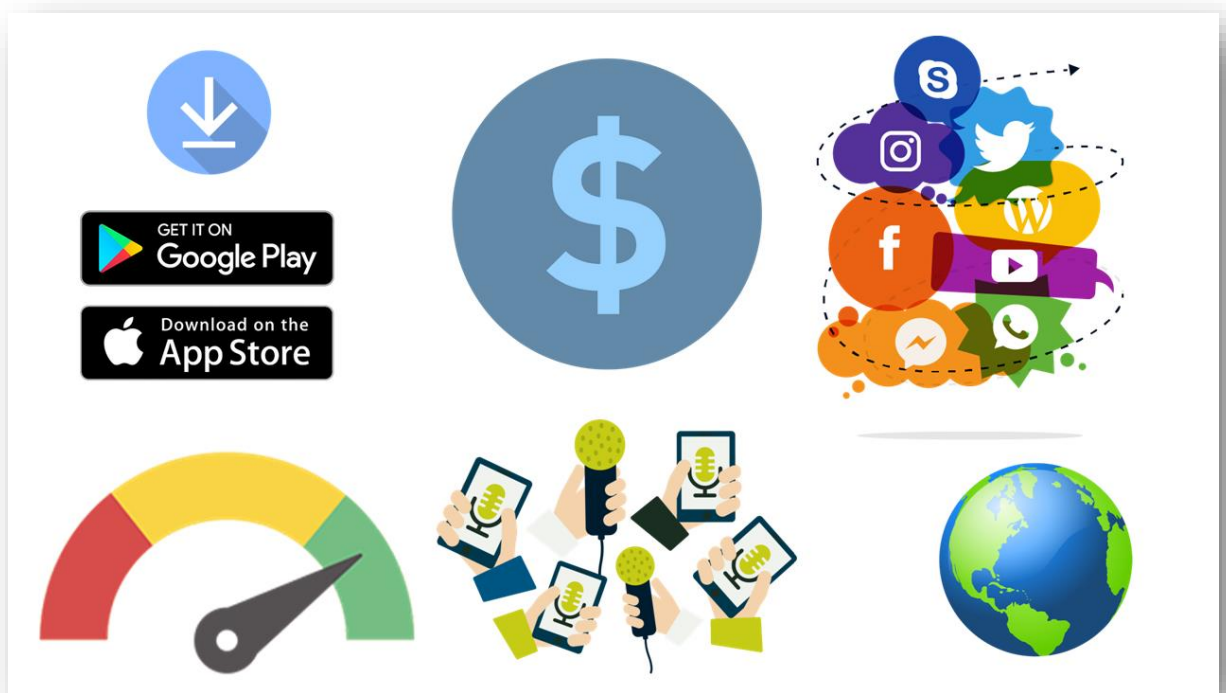 GET IT ON
Google Play
Download on the
App Store
$
S
f
W